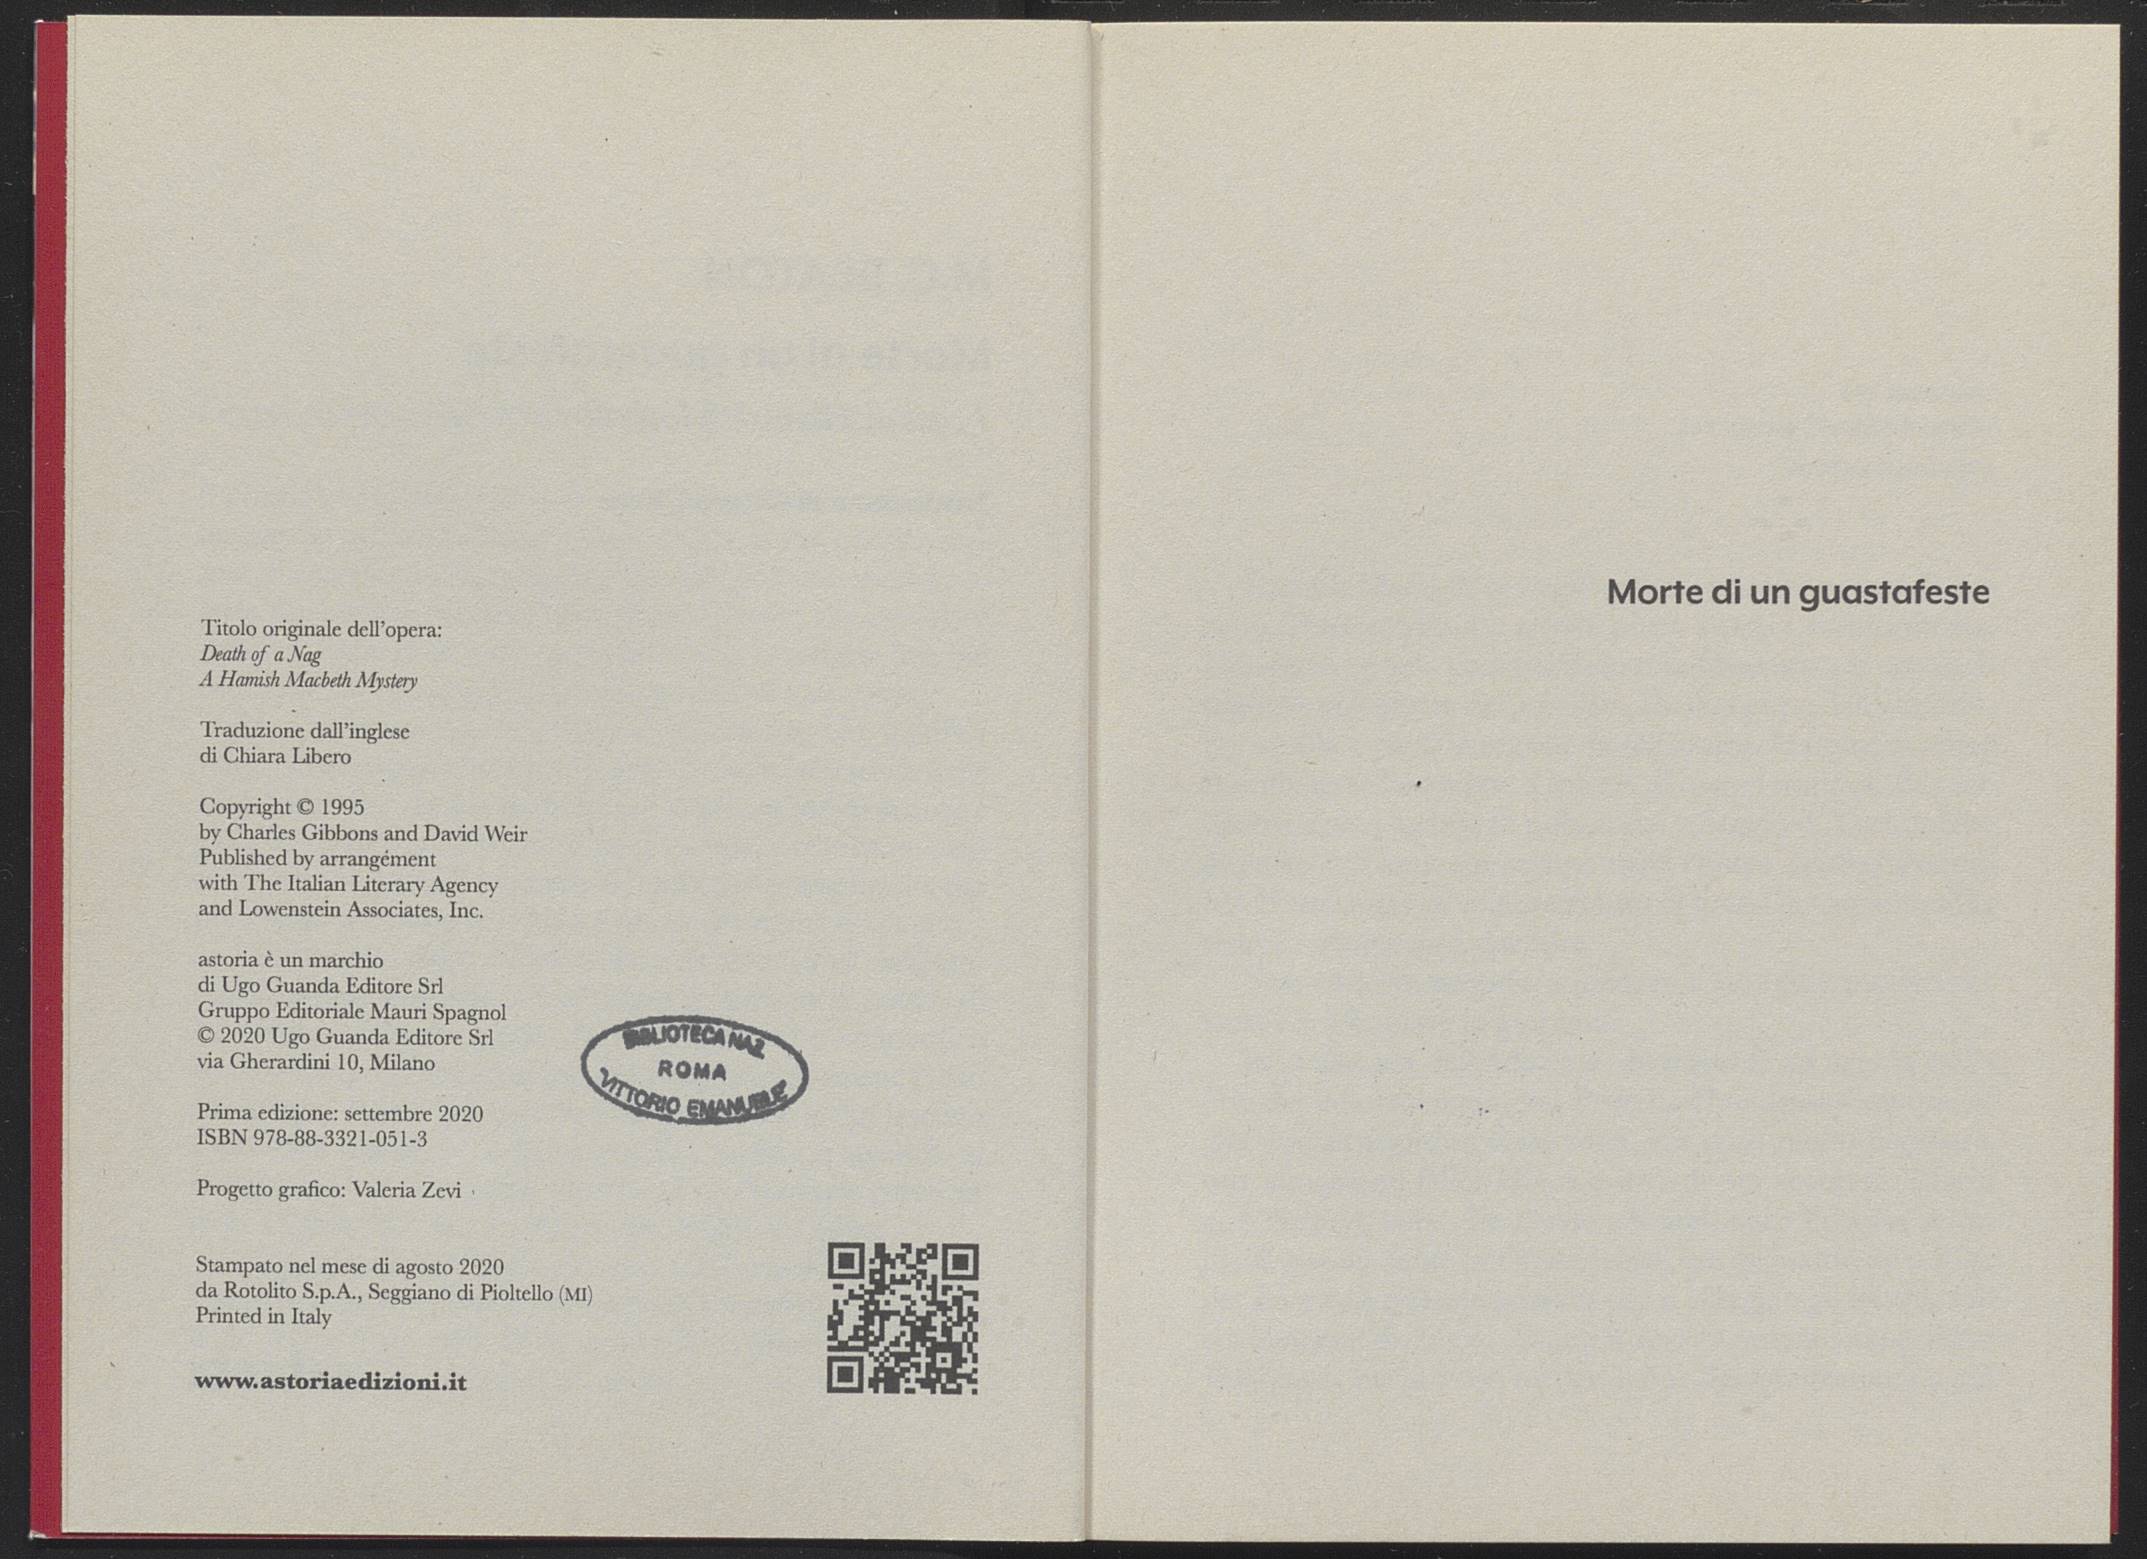 Titolo originale dell'opera:
Death of a Nag
A Hamish Macbeth Mystery
Traduzione dall'inglese
di Chiara Libero
Copyright © 1995
by Charles Gibbons and David Weir
Published by arrangement
with The Italian Literary Agency
and Lowenstein Associates, Inc.
astoria è un marchio
di Ugo Guanda Editore Srl
Gruppo Editoriale Mauri Spagnol
© 2020 Ugo Guanda Editore Srl
via Gherardini 10, Milano
Prima edizione: settembre 2020
ISBN 978-88-3321-051-3
Progetto grafico: Valeria Zevi
Stampato nel mese di agosto 2020
da Rotolito S.p.A., Seggiano di Pioltello (MI)
Printed in Italy
www.astoriaedizioni.it
BIBLIOTECA NAZ
ROMA
"VITTORIO EMANUELE"
Morte di un guastafeste